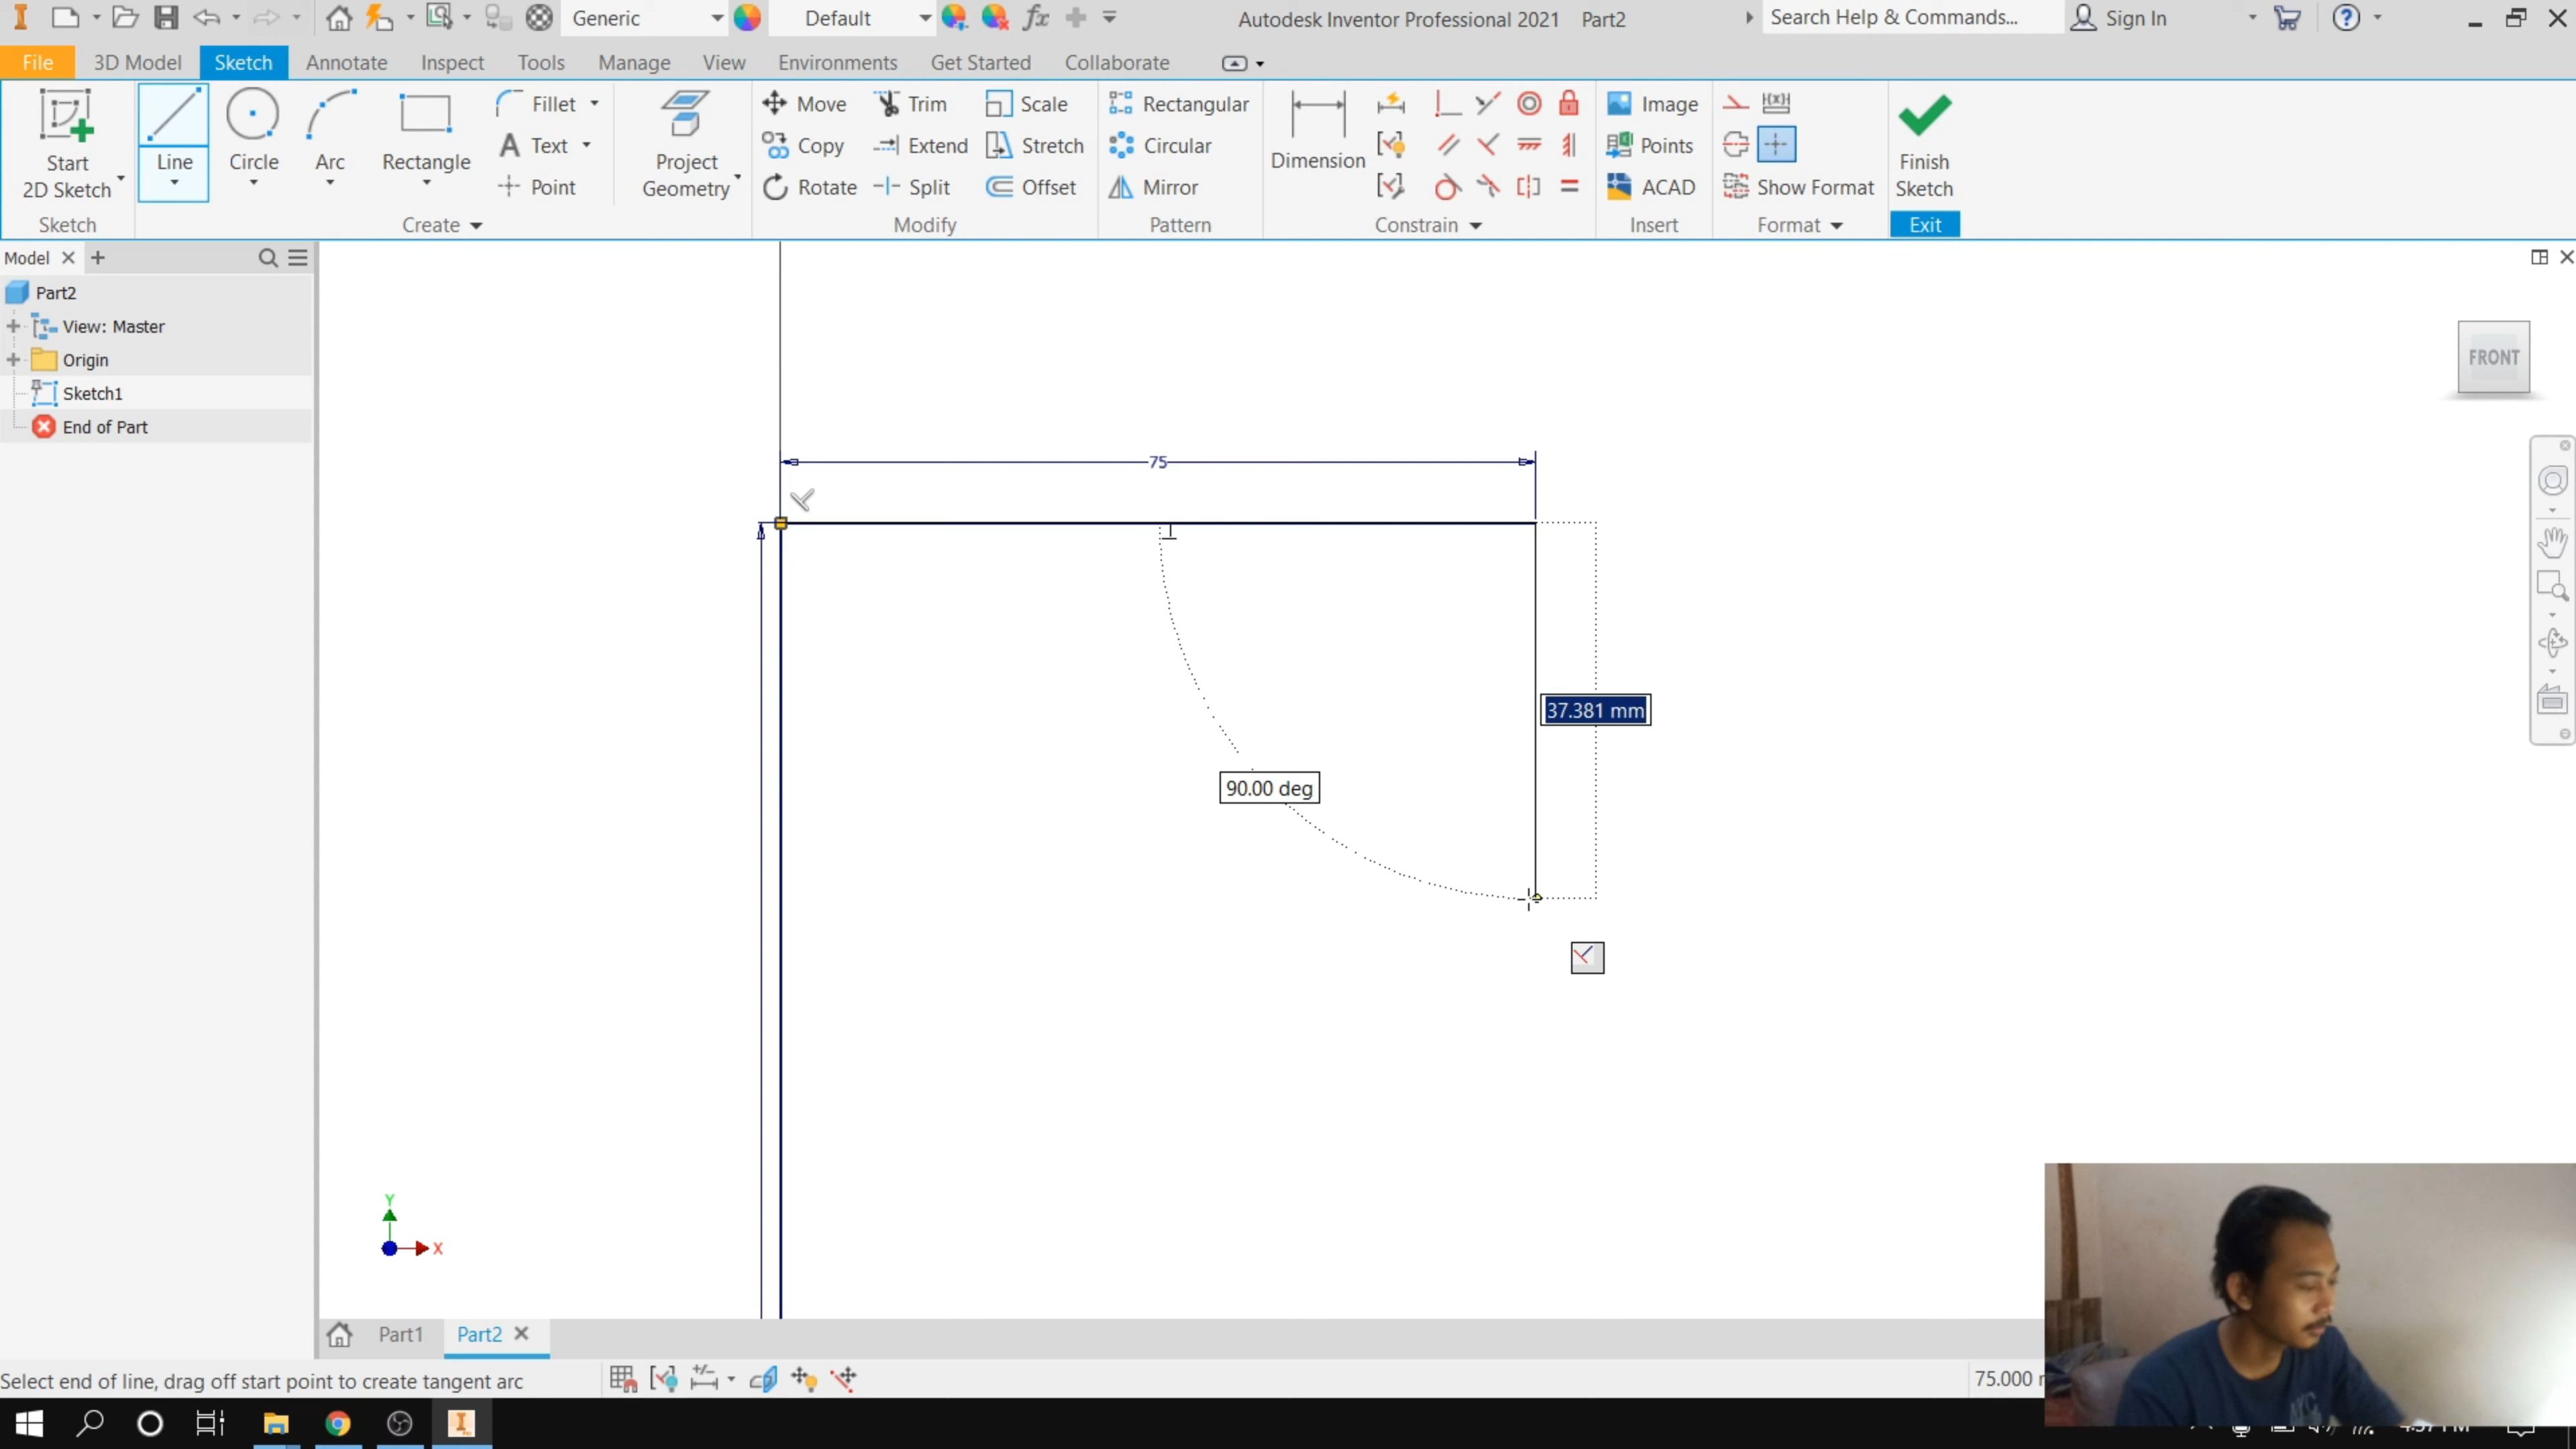 Generic
Default
Autodesk Inventor Professional 2021 Part2
Search Help & Commands...
Sign In
File 3D Model Sketch Annotate Inspect Tools Manage View Environments Get Started Collaborate
Start
2D Sketch
Line
Circle
Arc
Rectangle
Fillet
Text
Point
Project
Geometry
Move
Copy
Rotate
Trim
Extend
Split
Scale
Stretch
Offset
Rectangular
Circular
Mirror
Dimension
Image
Points
ACAD
Show Format
Finish
Sketch
Sketch Create Modify Pattern Constrain Insert Format Exit
Model
Part2
View: Master
Origin
Sketch1
End of Part
FRONT
75
37.381 mm
90.00 deg
Y
X
Part1 Part2
Select end of line, drag off start point to create tangent arc
75.000